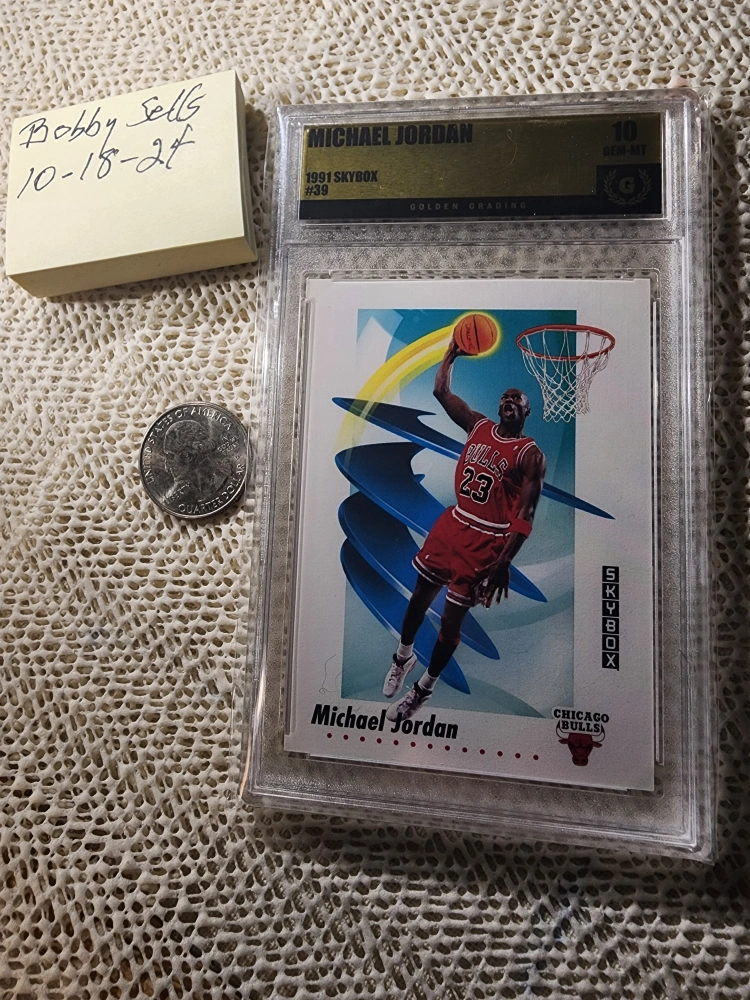 Bobby Sells
10-18-24
MICHAEL JORDAN
10
GEM-MT
1991 SKYBOX
#39
G
GOLDEN GRADING
UNITED STATES OF AMERICA
QUARTER DOLLAR
BULLS
23
SKYBOX
Michael Jordan
CHICAGO
BULLS